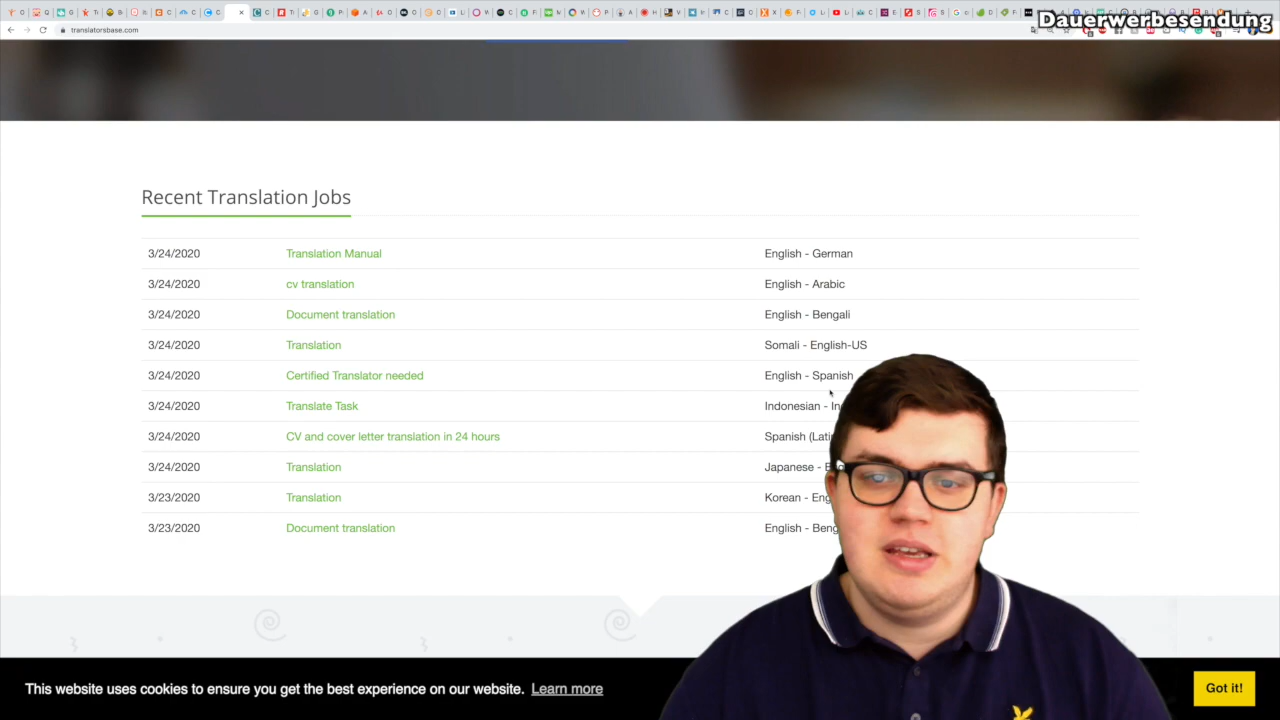 Dauerwerbesendung
translatorsbase.com
Recent Translation Jobs
3/24/2020 Translation Manual English - German
3/24/2020 cv translation English - Arabic
3/24/2020 Document translation English - Bengali
3/24/2020 Translation Somali - English-US
3/24/2020 Certified Translator needed English - Spanish
3/24/2020 Translate Task Indonesian -
3/24/2020 CV and cover letter translation in 24 hours Spanish
3/24/2020 Translation Japanese -
3/23/2020 Translation Korean -
3/23/2020 Document translation English -
This website uses cookies to ensure you get the best experience on our website. Learn more
Got it!